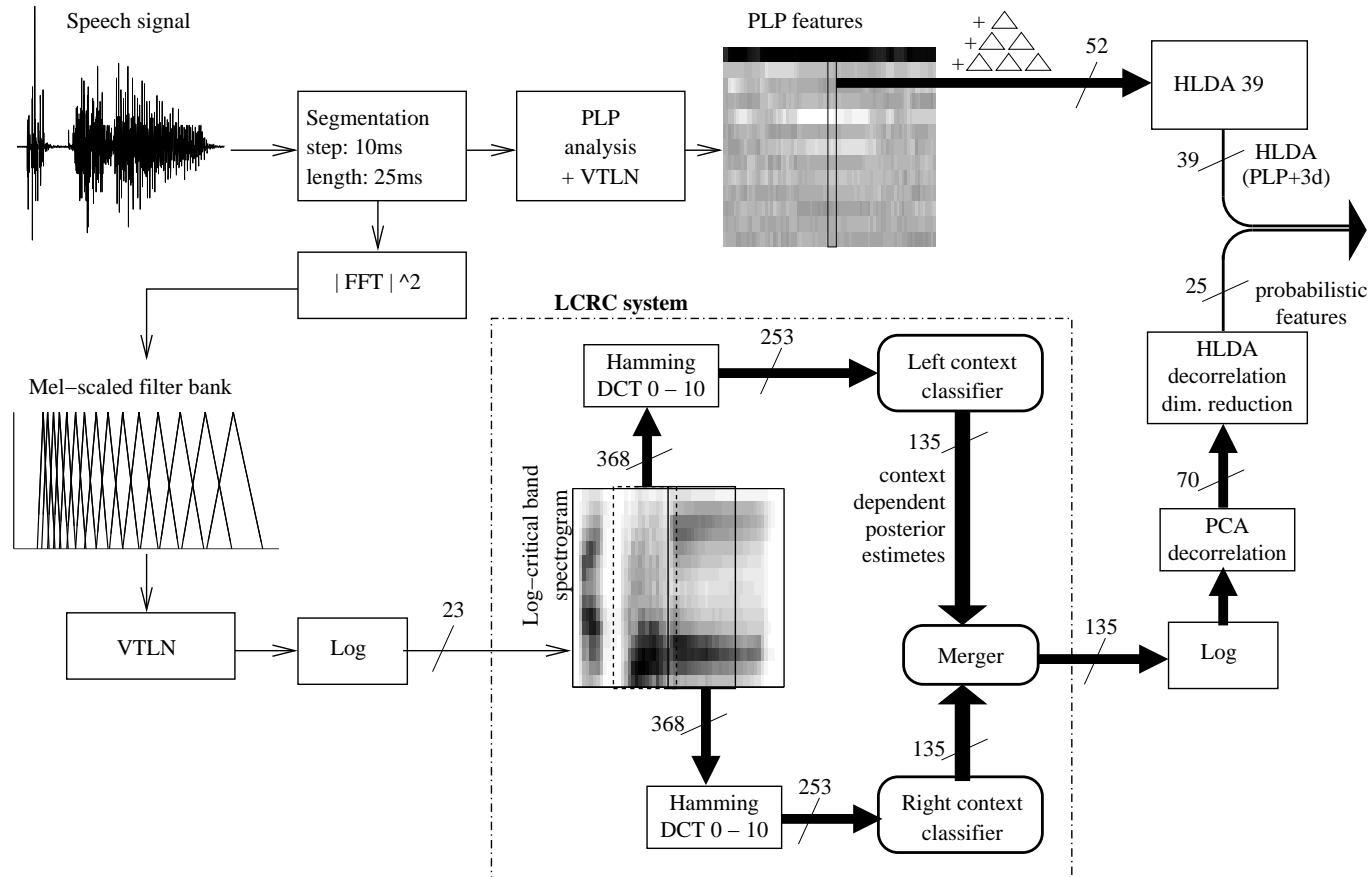 Speech signal
PLP features
+
+
+
52
HLDA 39
Segmentation
step: 10ms
length: 25ms
PLP
analysis
+ VTLN
39
HLDA
(PLP+3d)
| FFT | ^2
25
probabilistic
features
LCRC system
Hamming
DCT 0 – 10
253
Left context
classifier
HLDA
decorrelation
dim. reduction
Mel–scaled filter bank
368
135
context
dependent
posterior
estimetes
70
Log–critical band
spectrogram
PCA
decorrelation
VTLN
Log
23
Merger
135
Log
368
135
Hamming
DCT 0 – 10
253
Right context
classifier